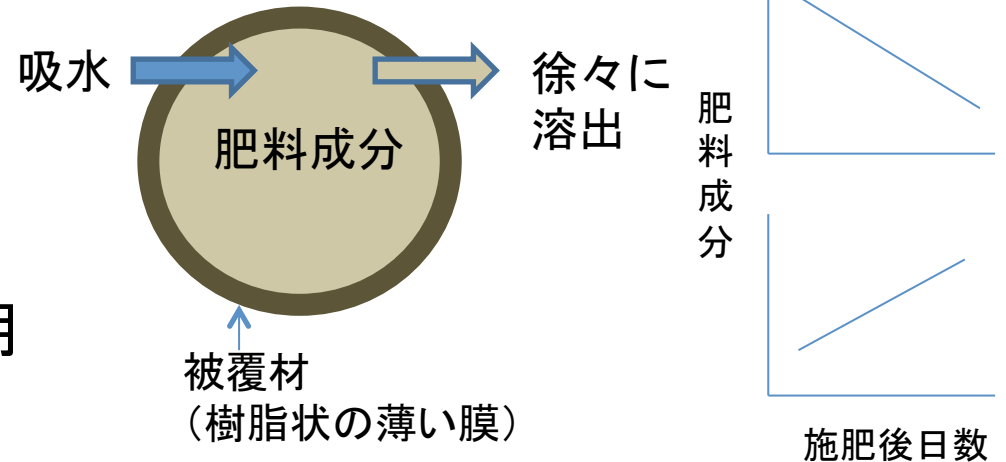 吸水
肥料成分
徐々に
溶出
肥
料
成
分
被覆材
（樹脂状の薄い膜）
施肥後日数